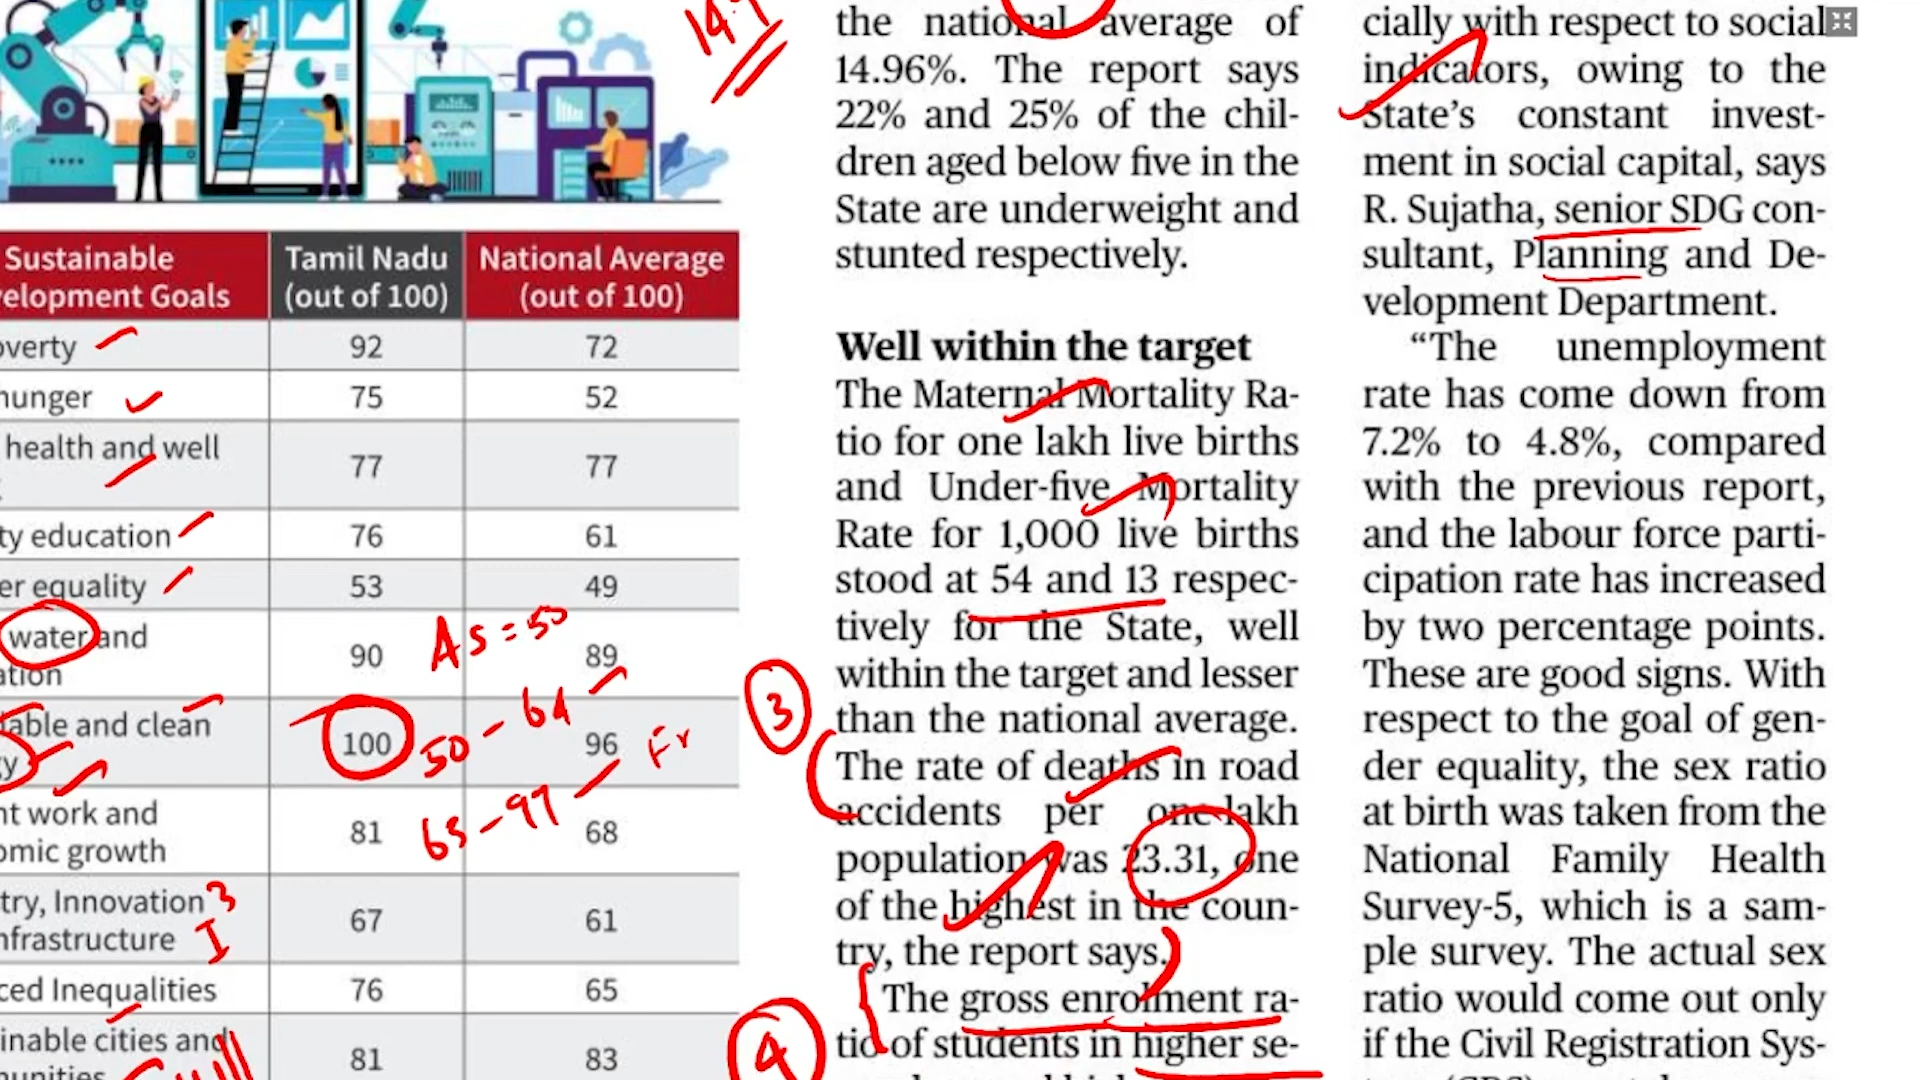 14.9
Sustainable
velopment Goals
Tamil Nadu
(out of 100)
National Average
(out of 100)
overty
92
72
hunger
75
52
health and well
77
77
ty education
76
61
er equality
53
49
water and
ation
90
89
As = 50
50 - 64
65 - 99 Fr
dable and clean
gy
100
96
nt work and
omic growth
81
68
try, Innovation
nfrastructure
I3
67
61
ced Inequalities
76
65
inable cities and
munities
81
83
the national average of
14.96%. The report says
22% and 25% of the chil-
dren aged below five in the
State are underweight and
stunted respectively.
Well within the target
The Maternal Mortality Ra-
tio for one lakh live births
and Under-five Mortality
Rate for 1,000 live births
stood at 54 and 13 respec-
tively for the State, well
within the target and lesser
3
than the national average.
The rate of deaths in road
accidents per one lakh
population was 23.31, one
of the highest in the coun-
try, the report says.
The gross enrolment ra-
4
tio of students in higher se-
cially with respect to social
indicators, owing to the
State's constant invest-
ment in social capital, says
R. Sujatha, senior SDG con-
sultant, Planning and De-
velopment Department.
“The unemployment
rate has come down from
7.2% to 4.8%, compared
with the previous report,
and the labour force parti-
cipation rate has increased
by two percentage points.
These are good signs. With
respect to the goal of gen-
der equality, the sex ratio
at birth was taken from the
National Family Health
Survey-5, which is a sam-
ple survey. The actual sex
ratio would come out only
if the Civil Registration Sys-